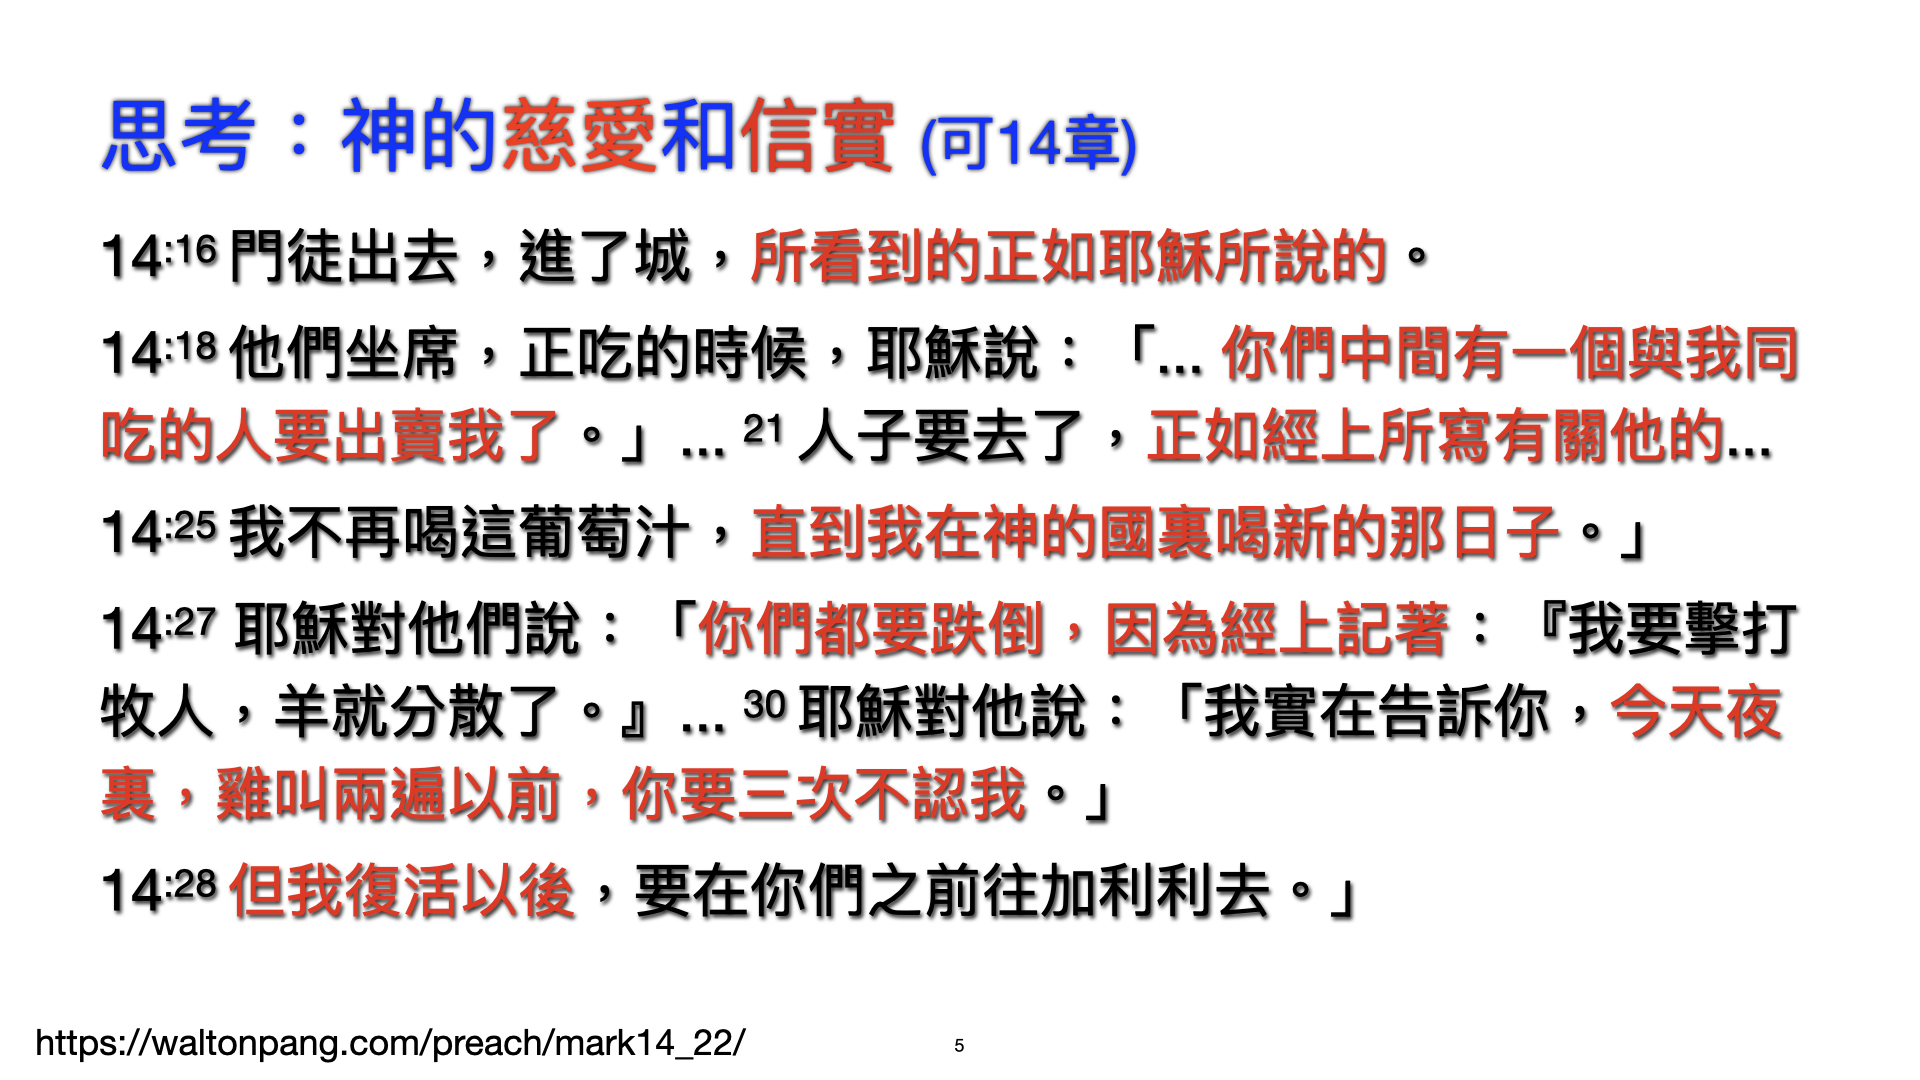 思考：神的慈愛和信實 (可14章)
14:16 門徒出去，進了城，所看到的正如耶穌所說的。
14:18 他們坐席，正吃的時候，耶穌說：「... 你們中間有一個與我同
吃的人要出賣我了。」... 21 人子要去了，正如經上所寫有關他的...
14:25 我不再喝這葡萄汁，直到我在神的國裏喝新的那日子。」
14:27 耶穌對他們說：「你們都要跌倒，因為經上記著：『我要擊打
牧人，羊就分散了。』... 30 耶穌對他說：「我實在告訴你，今天夜
裏，雞叫兩遍以前，你要三次不認我。」
14:28 但我復活以後，要在你們之前往加利利去。」
https://waltonpang.com/preach/mark14_22/
5